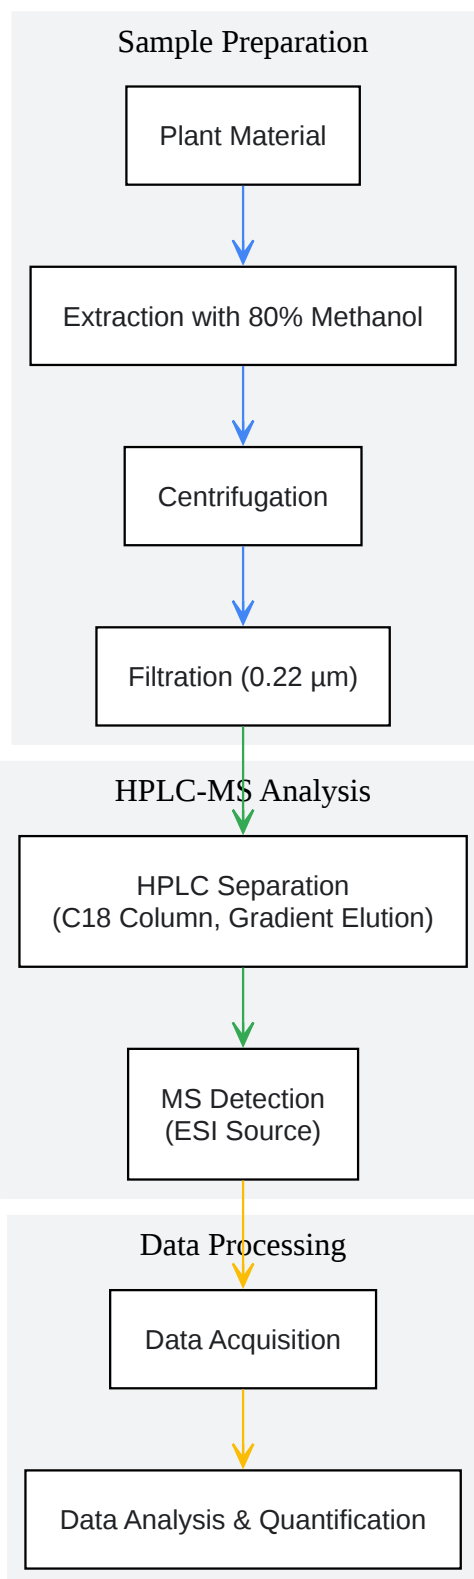 Sample Preparation
Plant Material
Extraction with 80% Methanol
Centrifugation
Filtration (0.22 µm)
HPLC-MS Analysis
HPLC Separation
(C18 Column, Gradient Elution)
MS Detection
(ESI Source)
Data Processing
Data Acquisition
Data Analysis & Quantification